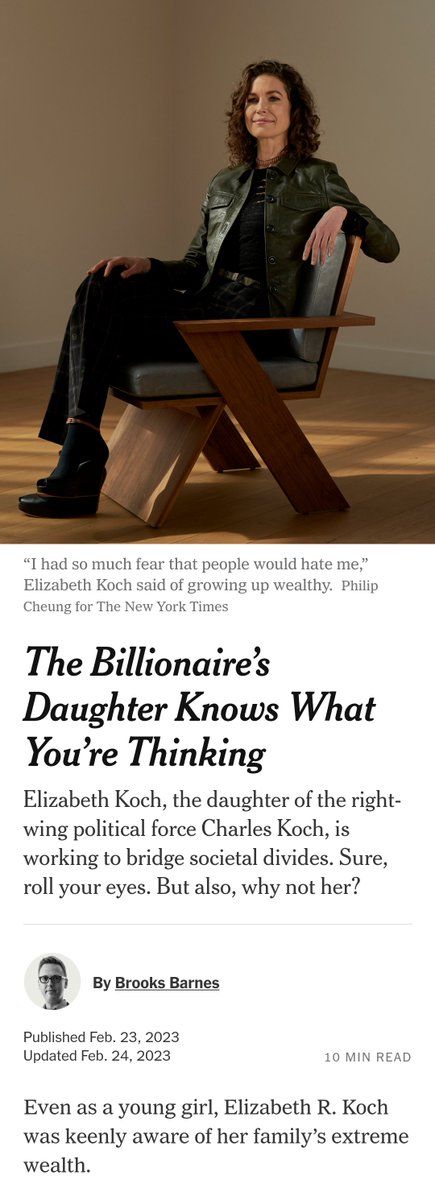 “I had so much fear that people would hate me,”
Elizabeth Koch said of growing up wealthy. Philip
Cheung for The New York Times
The Billionaire’s
Daughter Knows What
You’re Thinking
Elizabeth Koch, the daughter of the right-
wing political force Charles Koch, is
working to bridge societal divides. Sure,
roll your eyes. But also, why not her?
By Brooks Barnes
Published Feb. 23, 2023
Updated Feb. 24, 2023
10 MIN READ
Even as a young girl, Elizabeth R. Koch
was keenly aware of her family’s extreme
wealth.